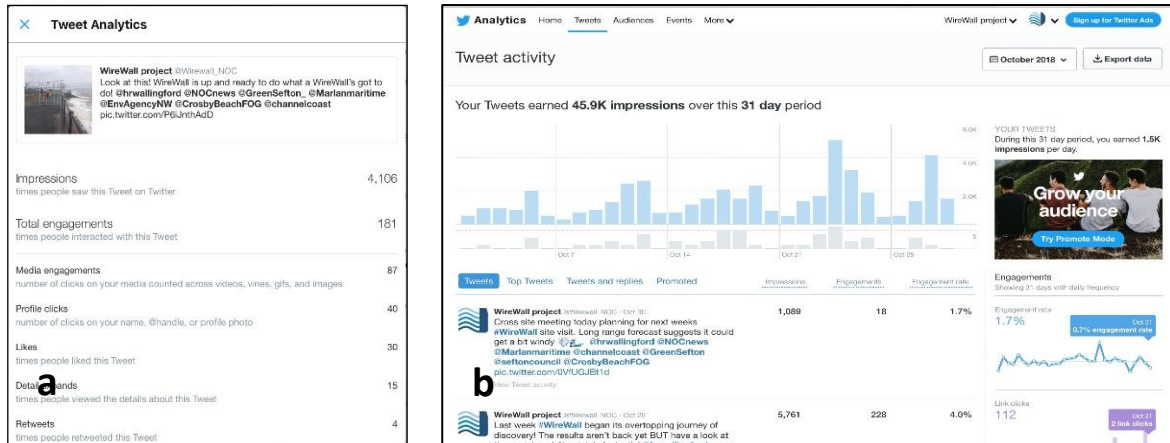 Tweet Analytics
WireWall project @Wirewall_NOC
Look at this! WireWall is up and ready to do what a WireWall's got to
do! @hrwallingford @NOCnews @GreenSefton_ @Marlanmaritime
@EnvAgencyNW @CrosbyBeachFOG @channelcoast
pic.twitter.com/P6iJnthAdD
Impressions 4,106
times people saw this Tweet on Twitter
Total engagements 181
times people interacted with this Tweet
Media engagements 87
number of clicks on your media counted across videos, vines, gifs, and images
Profile clicks 40
number of clicks on your name, @handle, or profile photo
Likes 30
times people liked this Tweet
Detail expands 15
times people viewed the details about this Tweet
Retweets 4
times people retweeted this Tweet
a
Analytics Home Tweets Audiences Events More WireWall project Sign up for Twitter Ads
Tweet activity
October 2018 Export data
Your Tweets earned 45.9K impressions over this 31 day period
6.0K
4.0K
2.0K
5
Oct 7 Oct 14 Oct 21 Oct 28
YOUR TWEETS
During this 31 day period, you earned 1.5K
impressions per day.
Grow your
audience
Try Promote Mode
Tweets Top Tweets Tweets and replies Promoted Impressions Engagements Engagement rate
WireWall project @Wirewall_NOC · Oct 30 1,089 18 1.7%
Cross site meeting today planning for next weeks
#WireWall site visit. Long range forecast suggests it could
get a bit windy @hrwallingford @NOCnews
@Marlanmaritime @channelcoast @GreenSefton
@seftoncouncil @CrosbyBeachFOG
pic.twitter.com/0VfUGJBt1d
View Tweet activity
WireWall project @Wirewall_NOC · Oct 29 5,761 228 4.0%
Last week #WireWall began its overtopping journey of
discovery! The results aren't back yet BUT have a look at
Engagements
Showing 31 days with daily frequency
Engagement rate
1.7%
Oct 31
0.7% engagement rate
Link clicks
112
Oct 31
2 link clicks
b